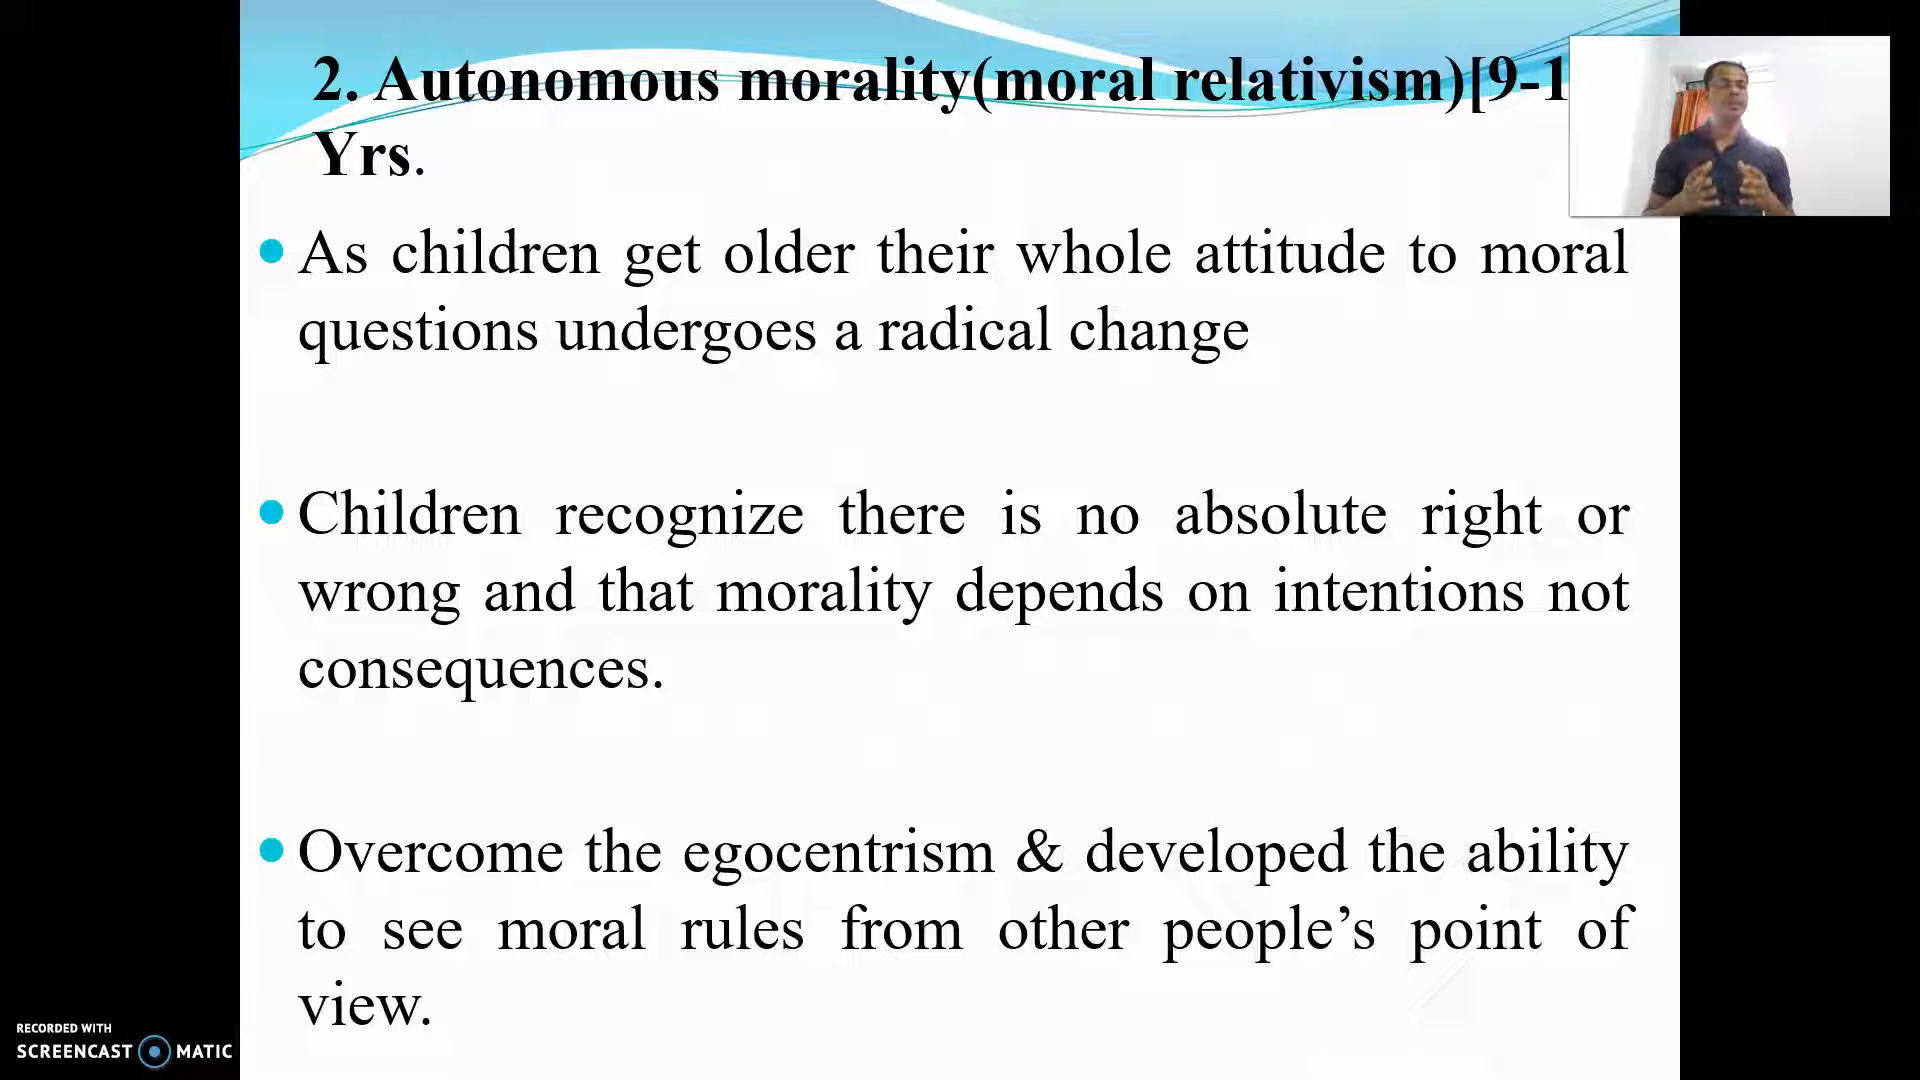 2. Autonomous morality(moral relativism)[9-1
Yrs.
As children get older their whole attitude to moral
questions undergoes a radical change
Children recognize there is no absolute right or
wrong and that morality depends on intentions not
consequences.
Overcome the egocentrism & developed the ability
to see moral rules from other people’s point of
view.
RECORDED WITH
SCREENCAST MATIC